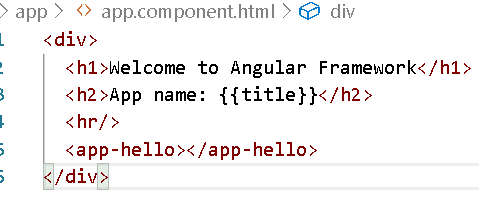 > app > <> app.component.html > div
1 <div>
2 <h1>Welcome to Angular Framework</h1>
3 <h2>App name: {{title}}</h2>
4 <hr/>
5 <app-hello></app-hello>
6 </div>